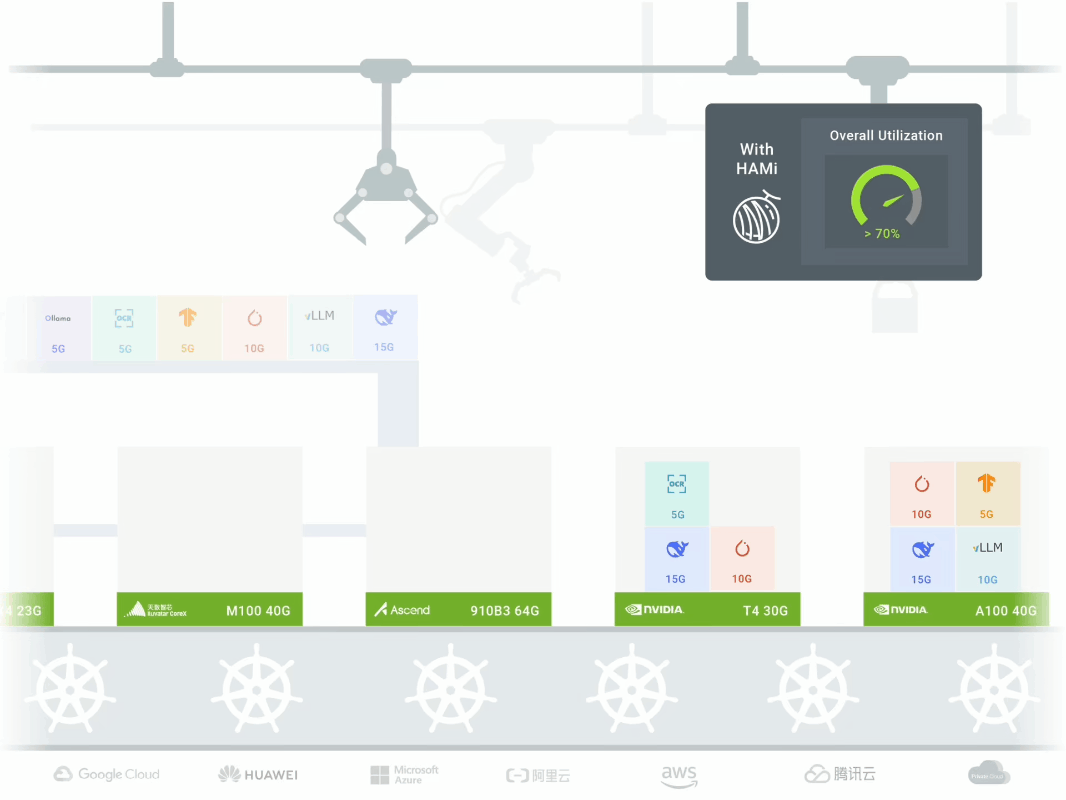 With
HAMi
Overall Utilization
> 70%
Ollama
5G
OCR
5G
5G
10G
vLLM
10G
15G
OCR
5G
15G
10G
10G
5G
15G
vLLM
10G
4 23G
天数智芯
Iluvatar CoreX
M100 40G
Ascend
910B3 64G
NVIDIA
T4 30G
NVIDIA
A100 40G
Google Cloud
HUAWEI
Microsoft
Azure
阿里云
aws
腾讯云
PrivateCloud